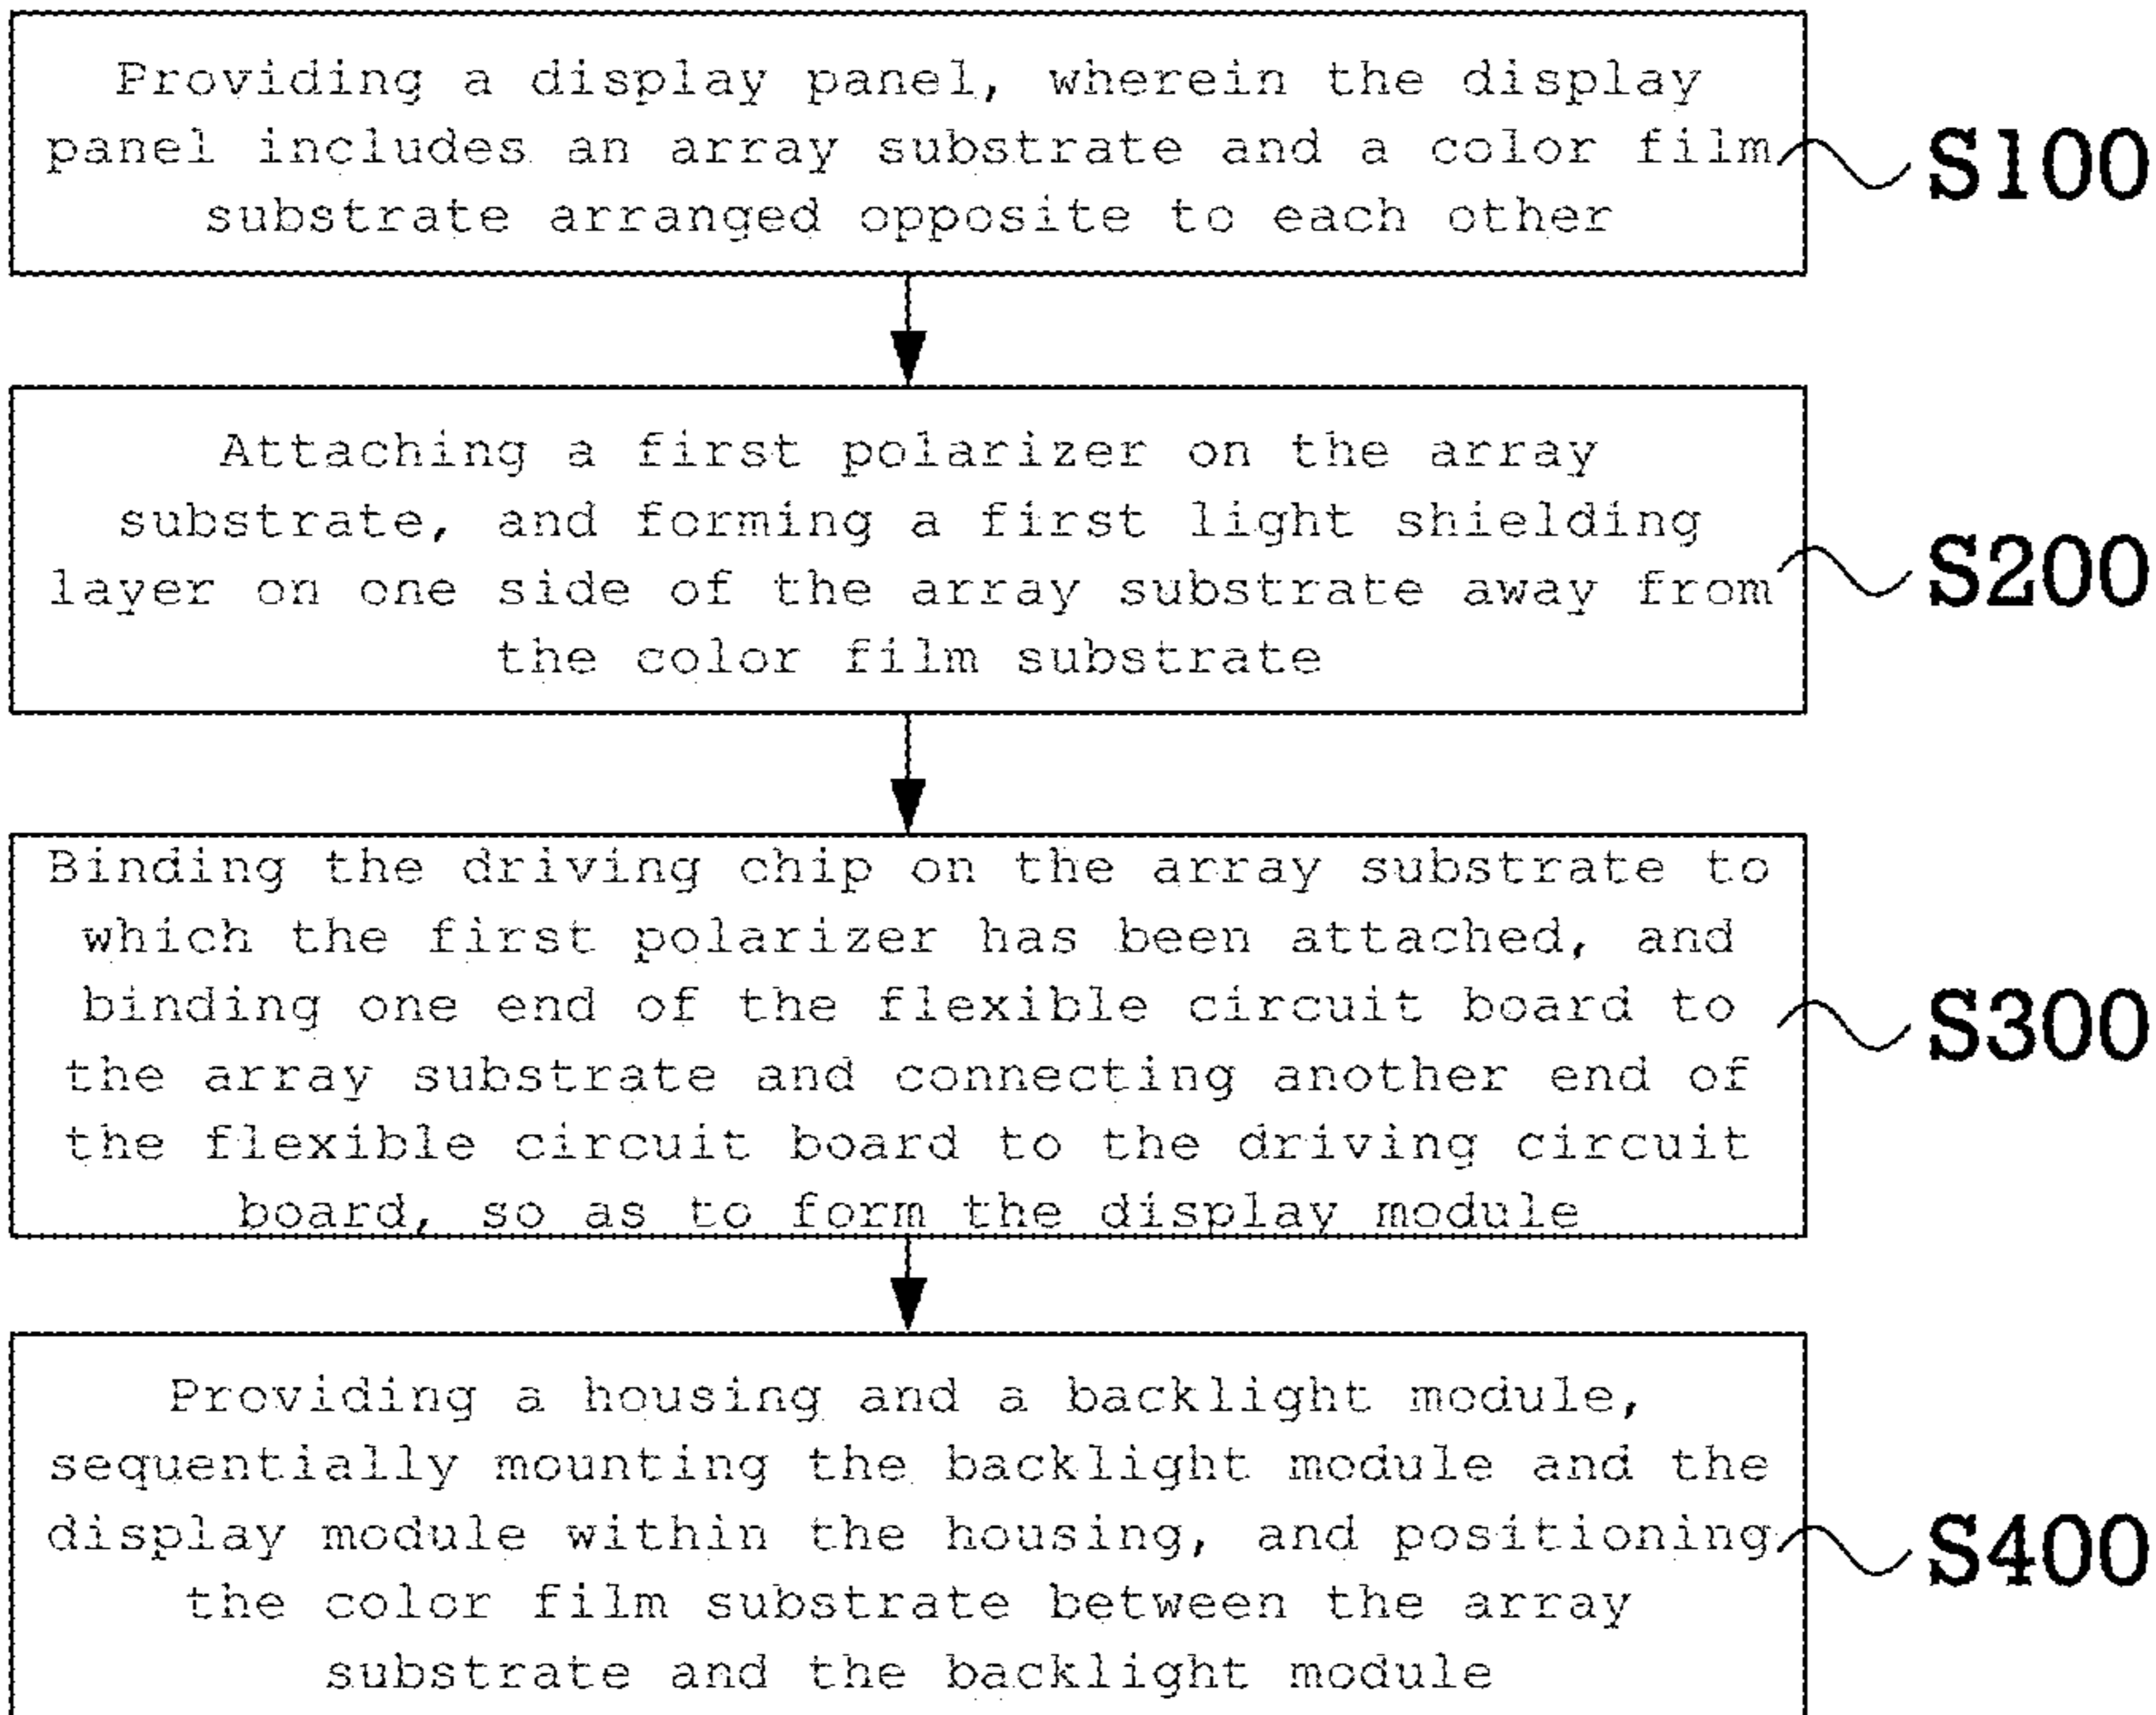 Providing a display panel, wherein the display
panel includes an array substrate and a color film
substrate arranged opposite to each other
S100
Attaching a first polarizer on the array
substrate, and forming a first light shielding
layer on one side of the array substrate away from
the color film substrate
S200
Binding the driving chip on the array substrate to
which the first polarizer has been attached, and
binding one end of the flexible circuit board to
the array substrate and connecting another end of
the flexible circuit board to the driving circuit
board, so as to form the display module
S300
Providing a housing and a backlight module,
sequentially mounting the backlight module and the
display module within the housing, and positioning
the color film substrate between the array
substrate and the backlight module
S400